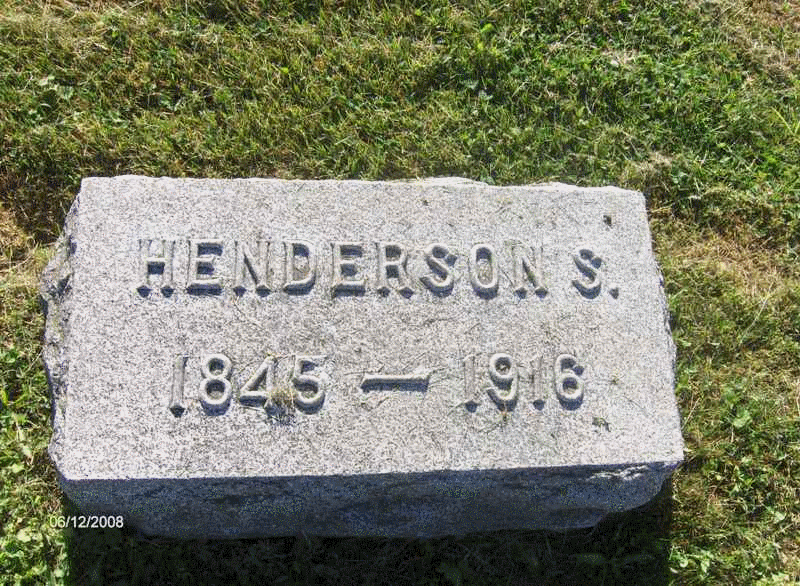 HENDERSON S.
1845 — 1916
06/12/2008